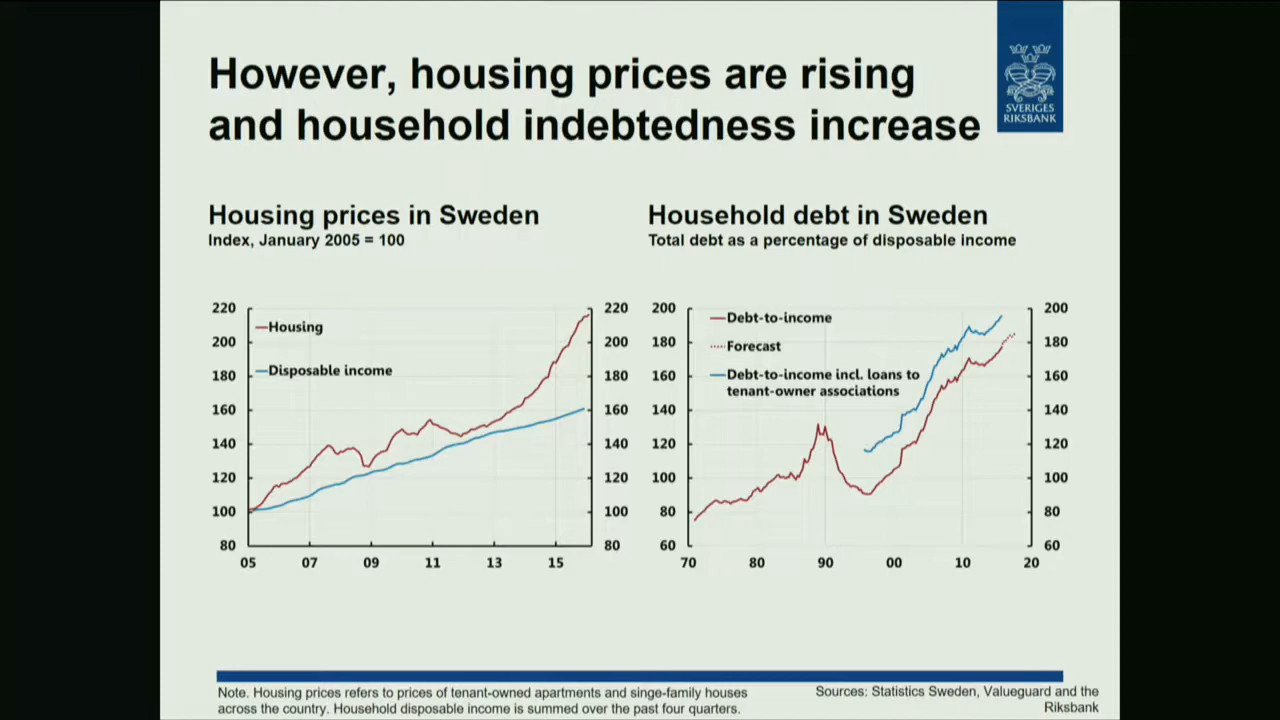 However, housing prices are rising
and household indebtedness increase
SVERIGES
RIKSBANK
Housing prices in Sweden
Index, January 2005 = 100
220
200
180
160
140
120
100
80
Housing
Disposable income
220
200
180
160
140
120
100
80
05 07 09 11 13 15
Household debt in Sweden
Total debt as a percentage of disposable income
200
180
160
140
120
100
80
60
Debt-to-income
Forecast
Debt-to-income incl. loans to
tenant-owner associations
200
180
160
140
120
100
80
60
70 80 90 00 10 20
Note. Housing prices refers to prices of tenant-owned apartments and singe-family houses
across the country. Household disposable income is summed over the past four quarters.
Sources: Statistics Sweden, Valueguard and the
Riksbank